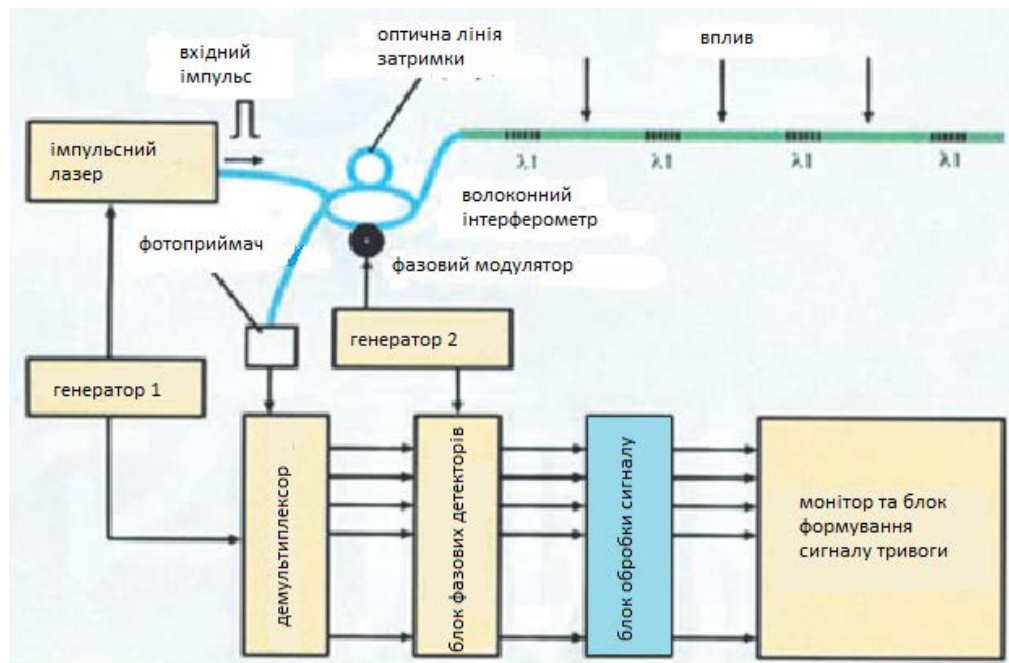 оптична лінія
затримки
вхідний
імпульс
вплив
імпульсний
лазер
λ1
λ1
λ1
λ1
волоконний
інтерферометр
фотоприймач
фазовий модулятор
генератор 2
генератор 1
демультиплексор
блок фазових детекторів
блок обробки сигналу
монітор та блок
формування
сигналу тривоги